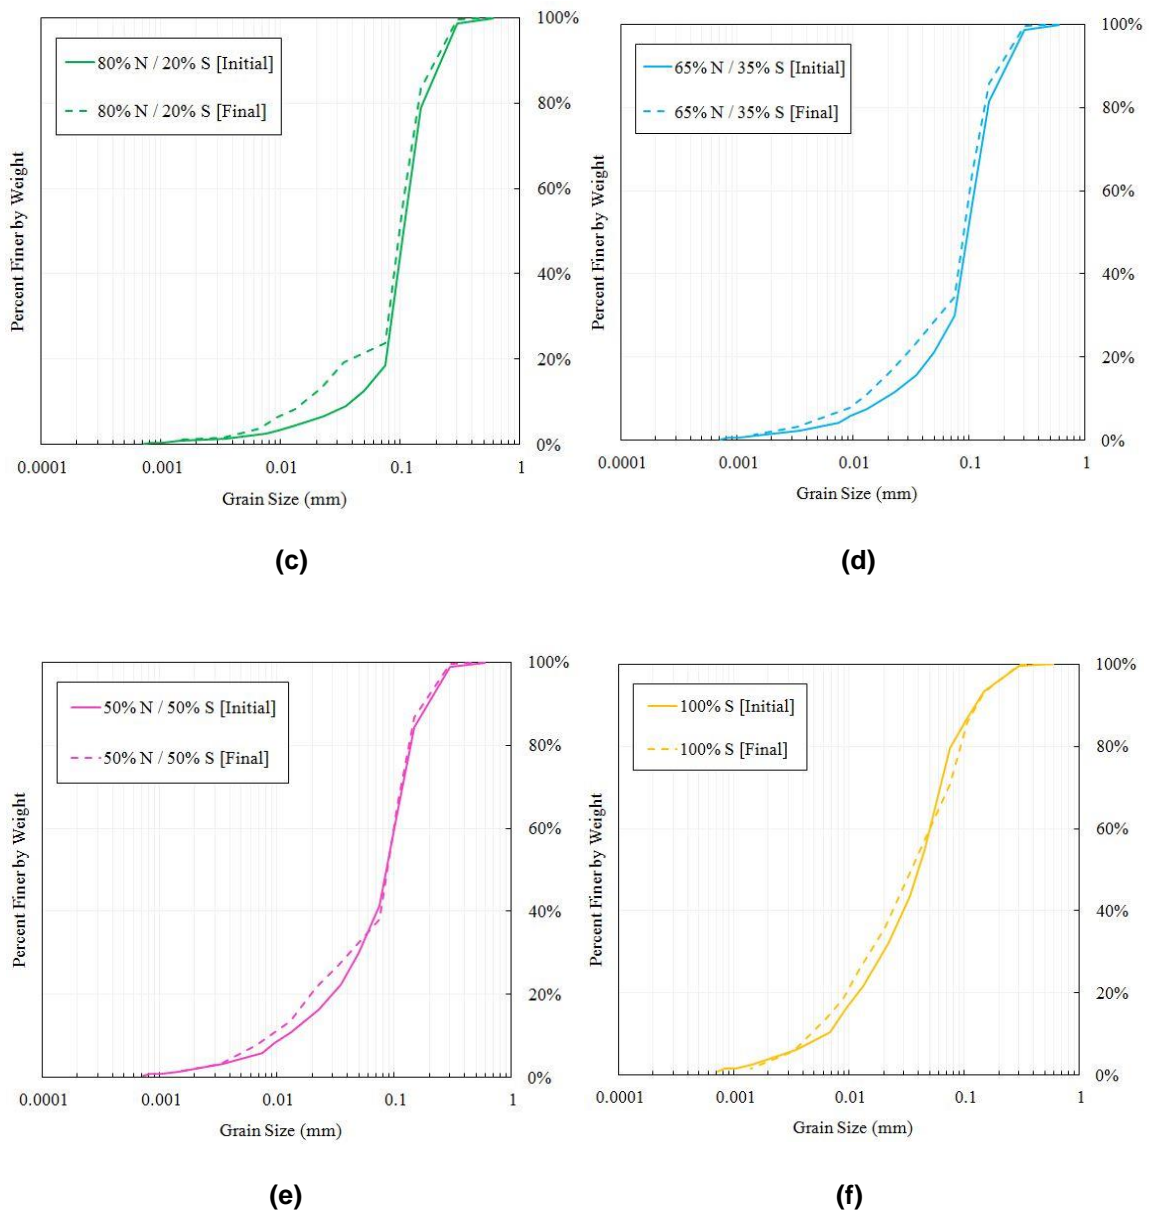 100%
80%
60%
40%
20%
0%
80% N / 20% S [Initial]
80% N / 20% S [Final]
Percent Finer by Weight
0.0001 0.001 0.01 0.1 1
Grain Size (mm)
(c)
100%
80%
60%
40%
20%
0%
65% N / 35% S [Initial]
65% N / 35% S [Final]
Percent Finer by Weight
0.0001 0.001 0.01 0.1 1
Grain Size (mm)
(d)
100%
80%
60%
40%
20%
0%
50% N / 50% S [Initial]
50% N / 50% S [Final]
Percent Finer by Weight
0.0001 0.001 0.01 0.1 1
Grain Size (mm)
(e)
100%
80%
60%
40%
20%
0%
100% S [Initial]
100% S [Final]
Percent Finer by Weight
0.0001 0.001 0.01 0.1 1
Grain Size (mm)
(f)